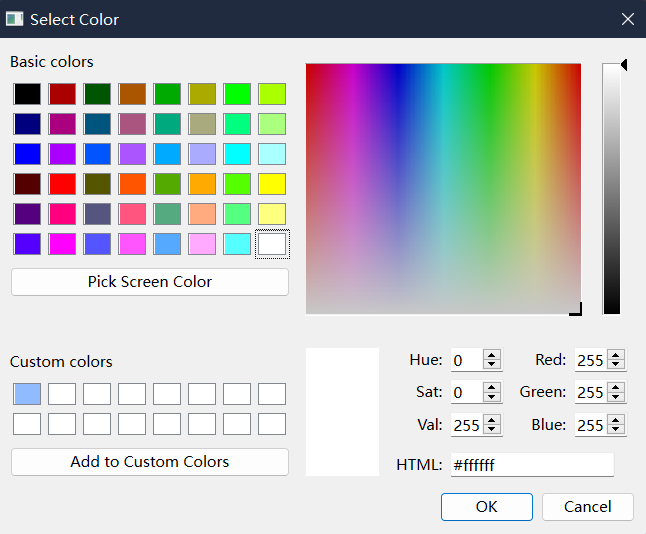 Select Color
Basic colors
Pick Screen Color
Custom colors
Add to Custom Colors
Hue: 0 Red: 255
Sat: 0 Green: 255
Val: 255 Blue: 255
HTML: #ffffff
OK Cancel